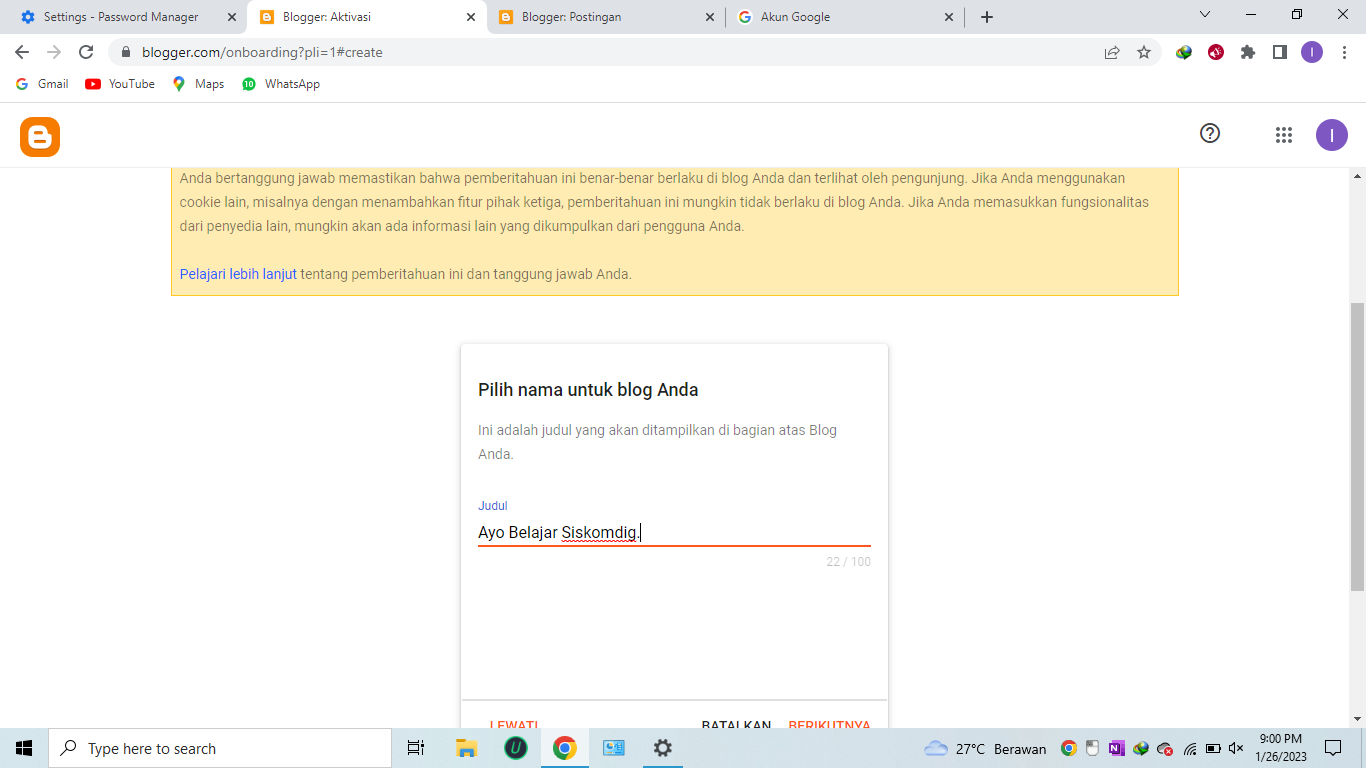 Settings - Password Manager
Blogger: Aktivasi
Blogger: Postingan
Akun Google
blogger.com/onboarding?pli=1#create
I
Gmail
YouTube
Maps
10
WhatsApp
I
Anda bertanggung jawab memastikan bahwa pemberitahuan ini benar-benar berlaku di blog Anda dan terlihat oleh pengunjung. Jika Anda menggunakan
cookie lain, misalnya dengan menambahkan fitur pihak ketiga, pemberitahuan ini mungkin tidak berlaku di blog Anda. Jika Anda memasukkan fungsionalitas
dari penyedia lain, mungkin akan ada informasi lain yang dikumpulkan dari pengguna Anda.
Pelajari lebih lanjut tentang pemberitahuan ini dan tanggung jawab Anda.
Pilih nama untuk blog Anda
Ini adalah judul yang akan ditampilkan di bagian atas Blog
Anda.
Judul
Ayo Belajar Siskomdig.
22 / 100
LEWATI
BATALKAN
BERIKUTNYA
Type here to search
27°C Berawan
9:00 PM
1/26/2023